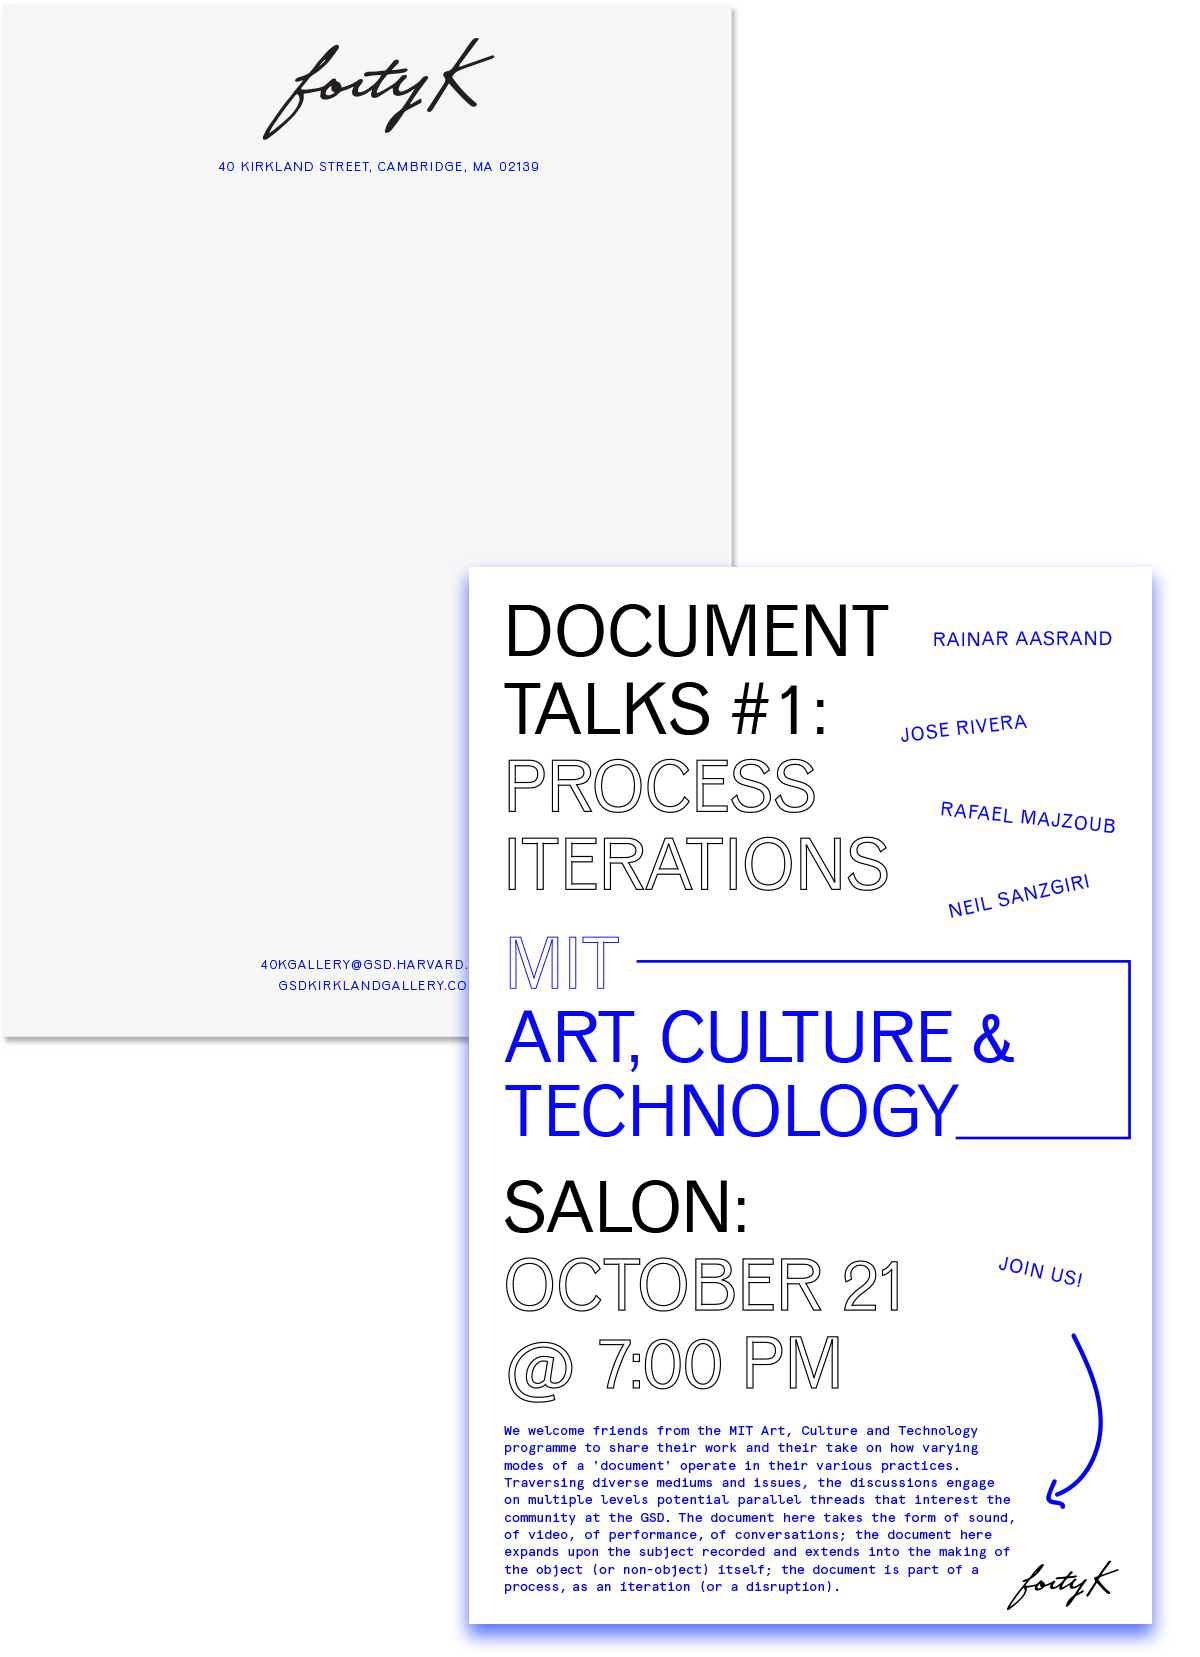 forty K
40 KIRKLAND STREET, CAMBRIDGE, MA 02139
40KGALLERY@GSD.HARVARD.
GSDKIRKLANDGALLERY.CO
DOCUMENT
TALKS #1:
PROCESS
ITERATIONS
RAINAR AASRAND
JOSE RIVERA
RAFAEL MAJZOUB
NEIL SANZGIRI
MIT
ART, CULTURE &
TECHNOLOGY
SALON:
OCTOBER 21
@ 7:00 PM
JOIN US!
We welcome friends from the MIT Art, Culture and Technology
programme to share their work and their take on how varying
modes of a 'document' operate in their various practices.
Traversing diverse mediums and issues, the discussions engage
on multiple levels potential parallel threads that interest the
community at the GSD. The document here takes the form of sound,
of video, of performance, of conversations; the document here
expands upon the subject recorded and extends into the making of
the object (or non-object) itself; the document is part of a
process, as an iteration (or a disruption).
forty K